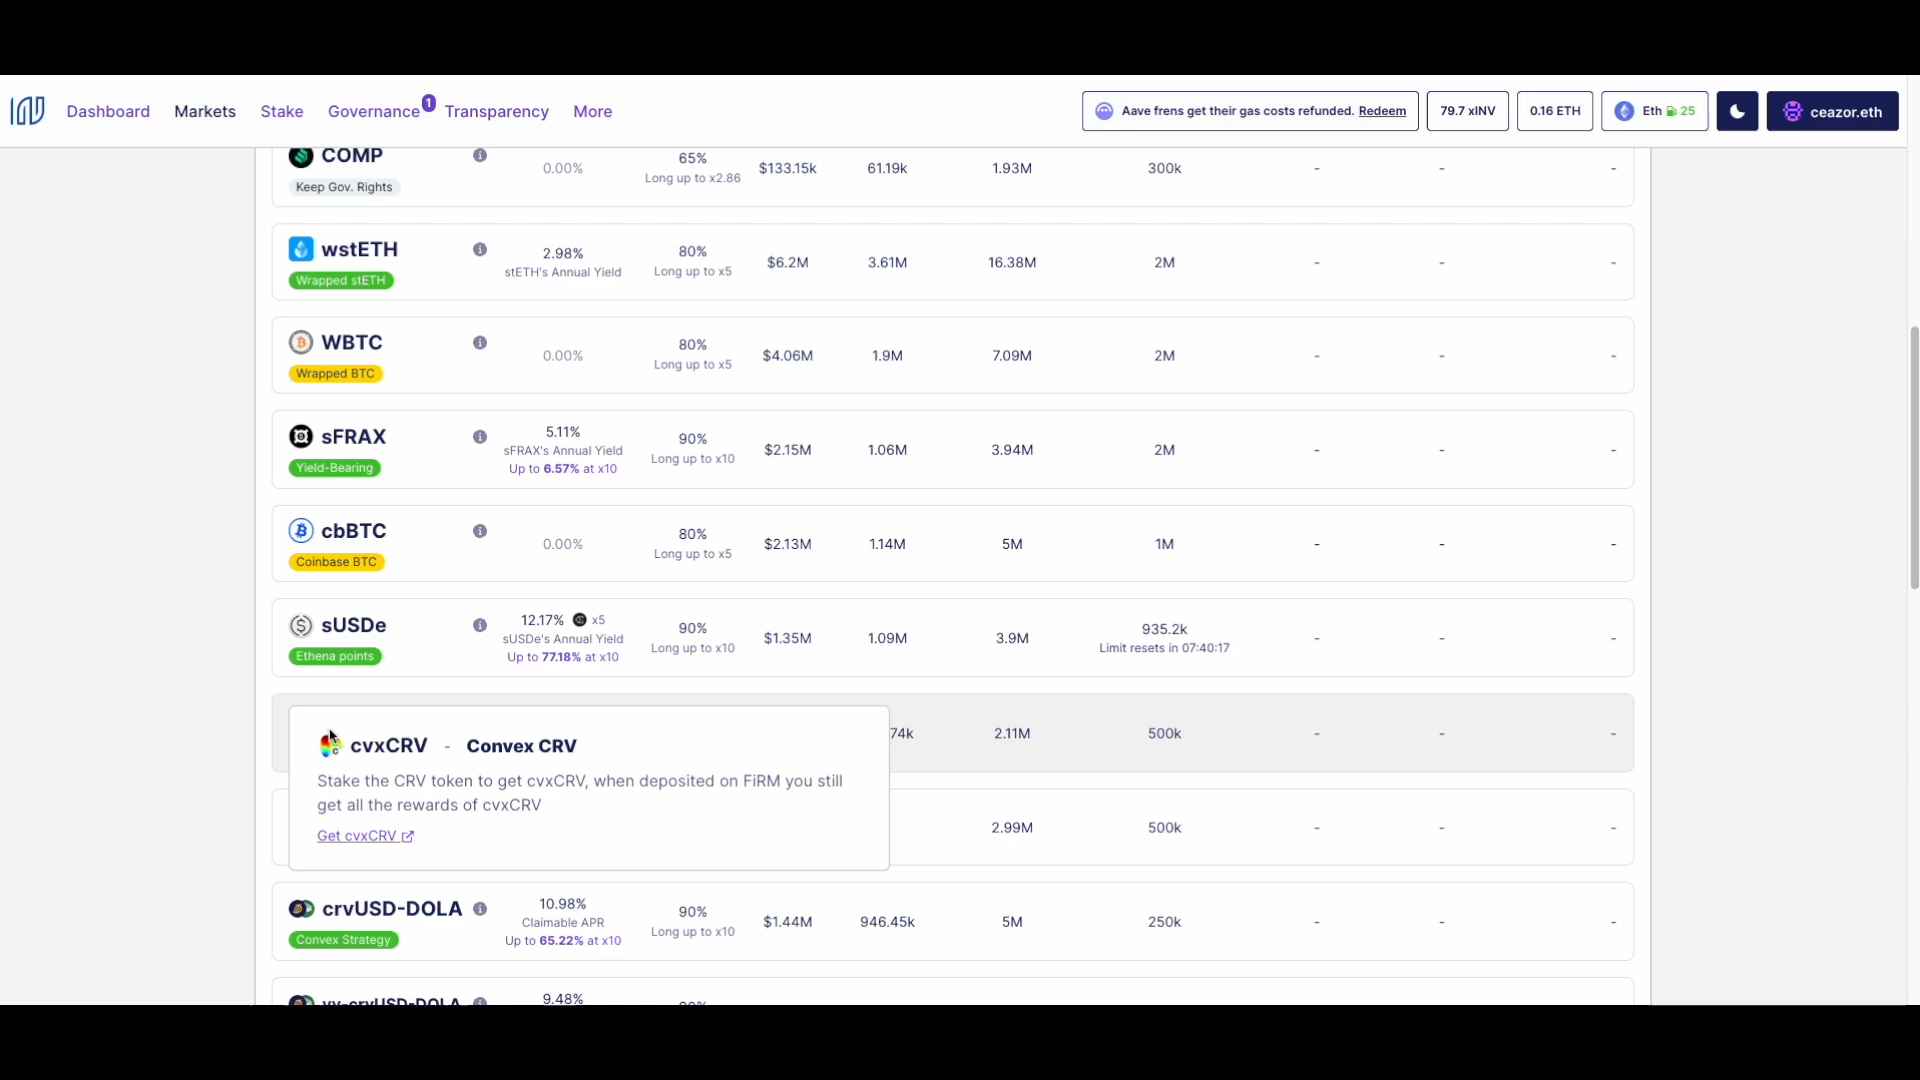 Dashboard Markets Stake Governance 1 Transparency More Aave frens get their gas costs refunded. Redeem 79.7 xINV 0.16 ETH Eth 25 ceazor.eth
COMP 0.00% 65% $133.15k 61.19k 1.93M 300k - - -
Keep Gov. Rights Long up to x2.86
wstETH 2.98% 80% $6.2M 3.61M 16.38M 2M - - -
Wrapped stETH stETH's Annual Yield Long up to x5
WBTC 0.00% 80% $4.06M 1.9M 7.09M 2M - - -
Wrapped BTC Long up to x5
sFRAX 5.11% 90% $2.15M 1.06M 3.94M 2M - - -
sFRAX's Annual Yield Long up to x10
Yield-Bearing Up to 6.57% at x10
cbBTC 0.00% 80% $2.13M 1.14M 5M 1M - - -
Coinbase BTC Long up to x5
sUSDe 12.17% x5 90% $1.35M 1.09M 3.9M 935.2k - - -
sUSDe's Annual Yield Long up to x10 Limit resets in 07:40:17
Ethena points Up to 77.18% at x10
74k 2.11M 500k - - -
cvxCRV - Convex CRV
Stake the CRV token to get cvxCRV, when deposited on FiRM you still
get all the rewards of cvxCRV
Get cvxCRV
2.99M 500k - - -
crvUSD-DOLA 10.98% 90% $1.44M 946.45k 5M 250k - - -
Claimable APR Long up to x10
Convex Strategy Up to 65.22% at x10
yv-crvUSD-DOLA 9.48%